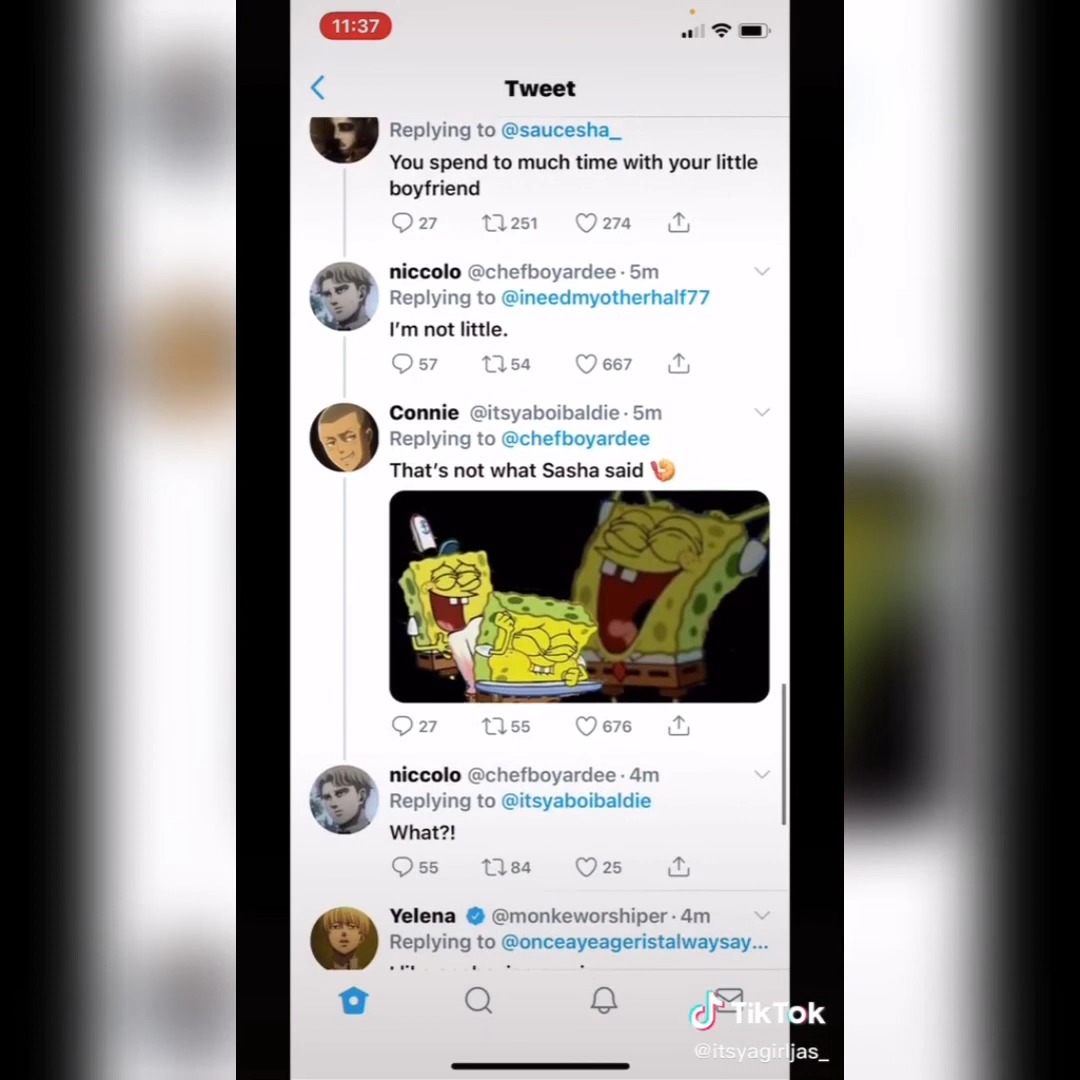 11:37
Tweet
Replying to @saucesha_
You spend to much time with your little
boyfriend
27 251 274
niccolo @chefboyardee · 5m
Replying to @ineedmyotherhalf77
I'm not little.
57 54 667
Connie @itsyaboibaldie · 5m
Replying to @chefboyardee
That's not what Sasha said 🍤
27 55 676
niccolo @chefboyardee · 4m
Replying to @itsyaboibaldie
What?!
55 84 25
Yelena @monkeworshiper · 4m
Replying to @onceayeageristalwaysay...
TikTok
@itsyagirljas_